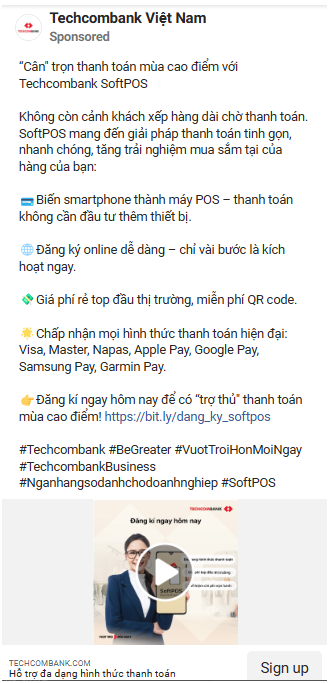 Techcombank Việt Nam
Sponsored
"Cân" trọn thanh toán mùa cao điểm với
Techcombank SoftPOS
Không còn cảnh khách xếp hàng dài chờ thanh toán.
SoftPOS mang đến giải pháp thanh toán tinh gọn,
nhanh chóng, tăng trải nghiệm mua sắm tại cửa
hàng của bạn:
Biến smartphone thành máy POS – thanh toán
không cần đầu tư thêm thiết bị.
Đăng ký online dễ dàng – chỉ vài bước là kích
hoạt ngay.
Giá phí rẻ top đầu thị trường, miễn phí QR code.
Chấp nhận mọi hình thức thanh toán hiện đại:
Visa, Master, Napas, Apple Pay, Google Pay,
Samsung Pay, Garmin Pay.
Đăng kí ngay hôm nay để có "trợ thủ" thanh toán
mùa cao điểm! https://bit.ly/dang_ky_softpos
#Techcombank #BeGreater #VuotTroiHonMoiNgay
#TechcombankBusiness
#Nganhangsodanhchodoanhnghiep #SoftPOS
TECHCOMBANK
Đăng kí ngay hôm nay
SoftPOS
TECHCOMBANK.COM
Hỗ trợ đa dạng hình thức thanh toán
Sign up